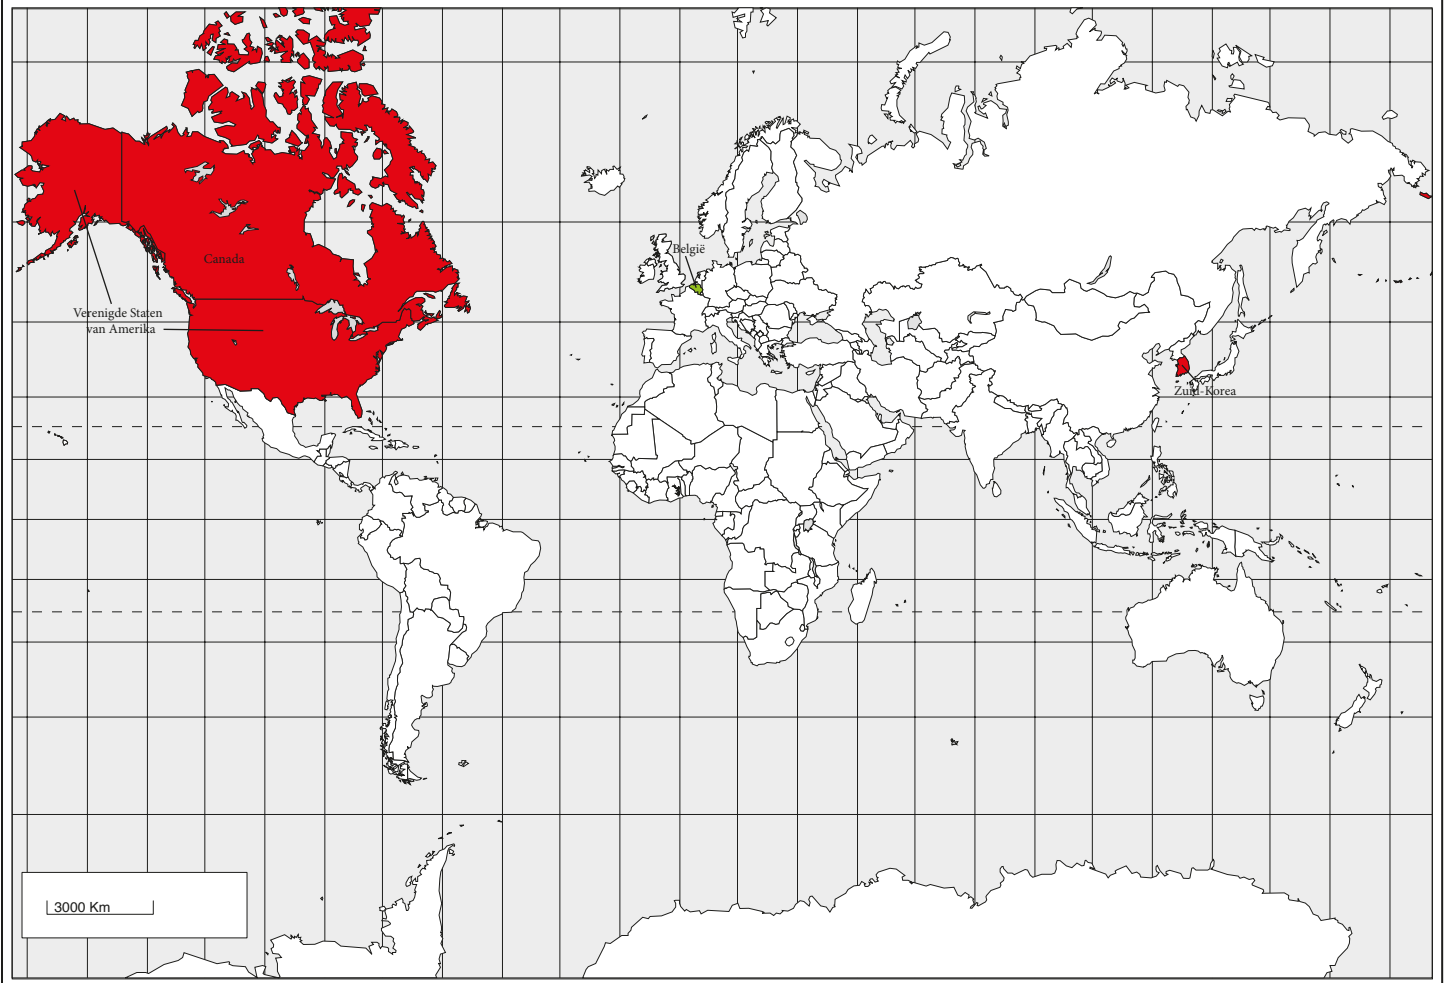 België
Canada
Verenigde Staten
van Amerika
Zuid-Korea
3000 Km